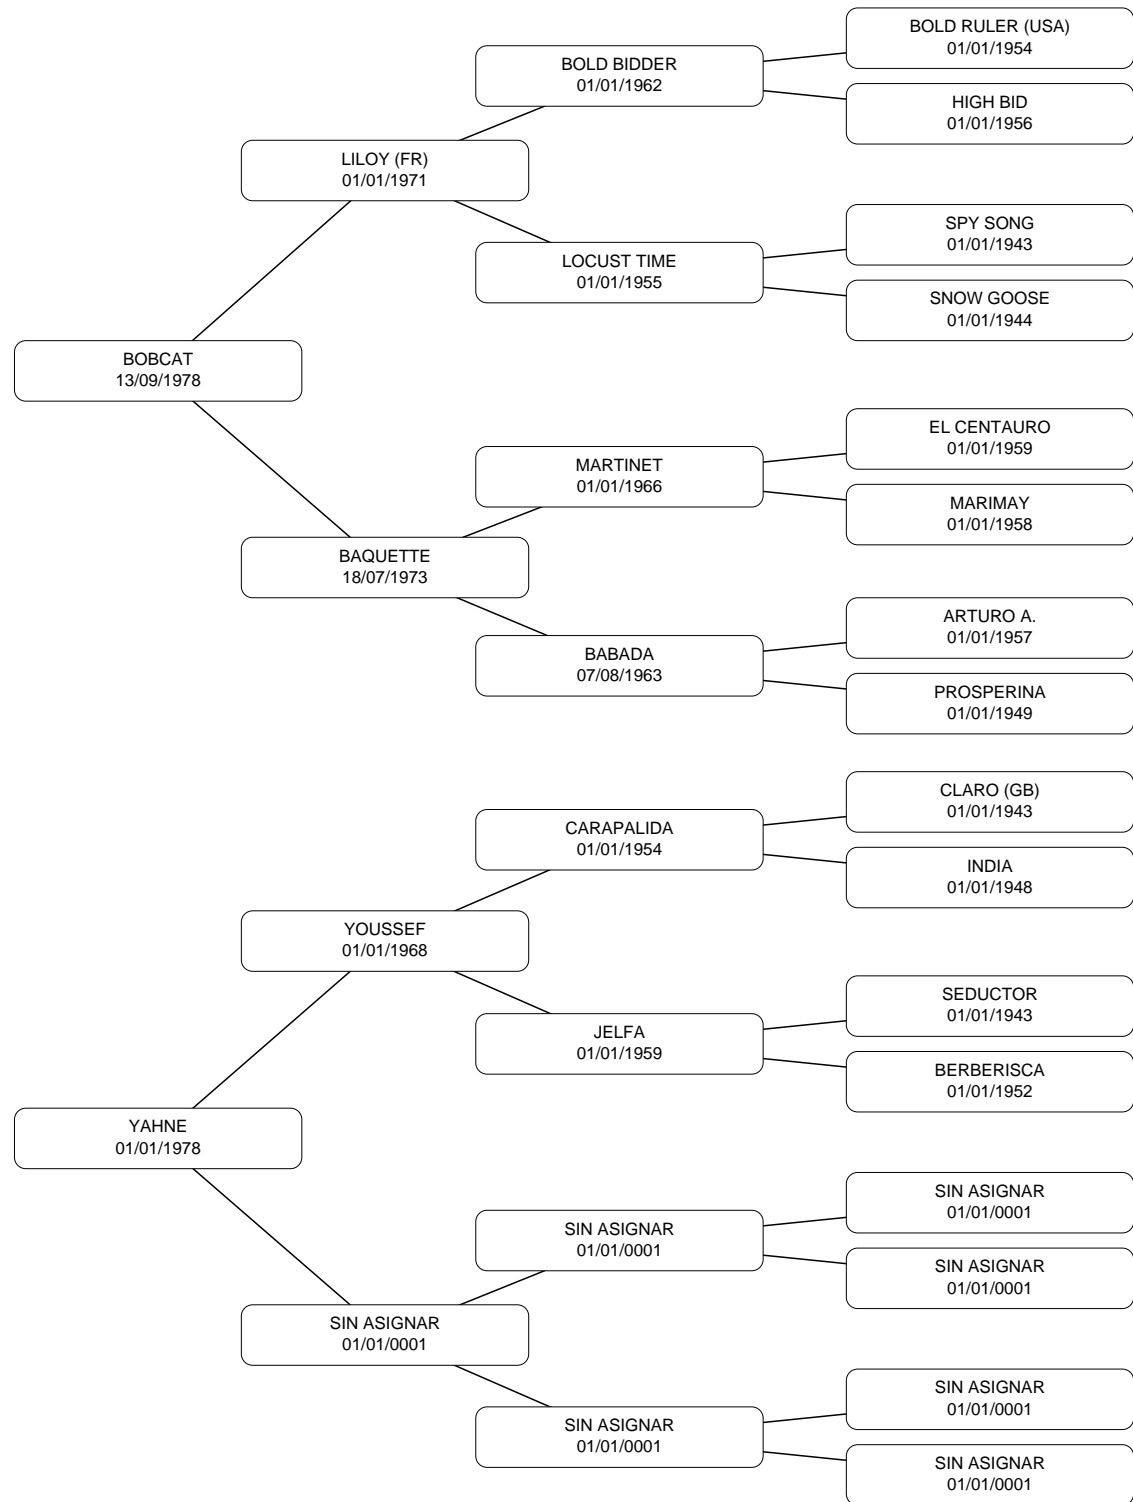 BOLD RULER (USA)
01/01/1954
BOLD BIDDER
01/01/1962
HIGH BID
01/01/1956
LILOY (FR)
01/01/1971
SPY SONG
01/01/1943
LOCUST TIME
01/01/1955
SNOW GOOSE
01/01/1944
BOBCAT
13/09/1978
EL CENTAURO
01/01/1959
MARTINET
01/01/1966
MARIMAY
01/01/1958
BAQUETTE
18/07/1973
ARTURO A.
01/01/1957
BABADA
07/08/1963
PROSPERINA
01/01/1949
CLARO (GB)
01/01/1943
CARAPALIDA
01/01/1954
INDIA
01/01/1948
YOUSSEF
01/01/1968
SEDUCTOR
01/01/1943
JELFA
01/01/1959
BERBERISCA
01/01/1952
YAHNE
01/01/1978
SIN ASIGNAR
01/01/0001
SIN ASIGNAR
01/01/0001
SIN ASIGNAR
01/01/0001
SIN ASIGNAR
01/01/0001
SIN ASIGNAR
01/01/0001
SIN ASIGNAR
01/01/0001
SIN ASIGNAR
01/01/0001